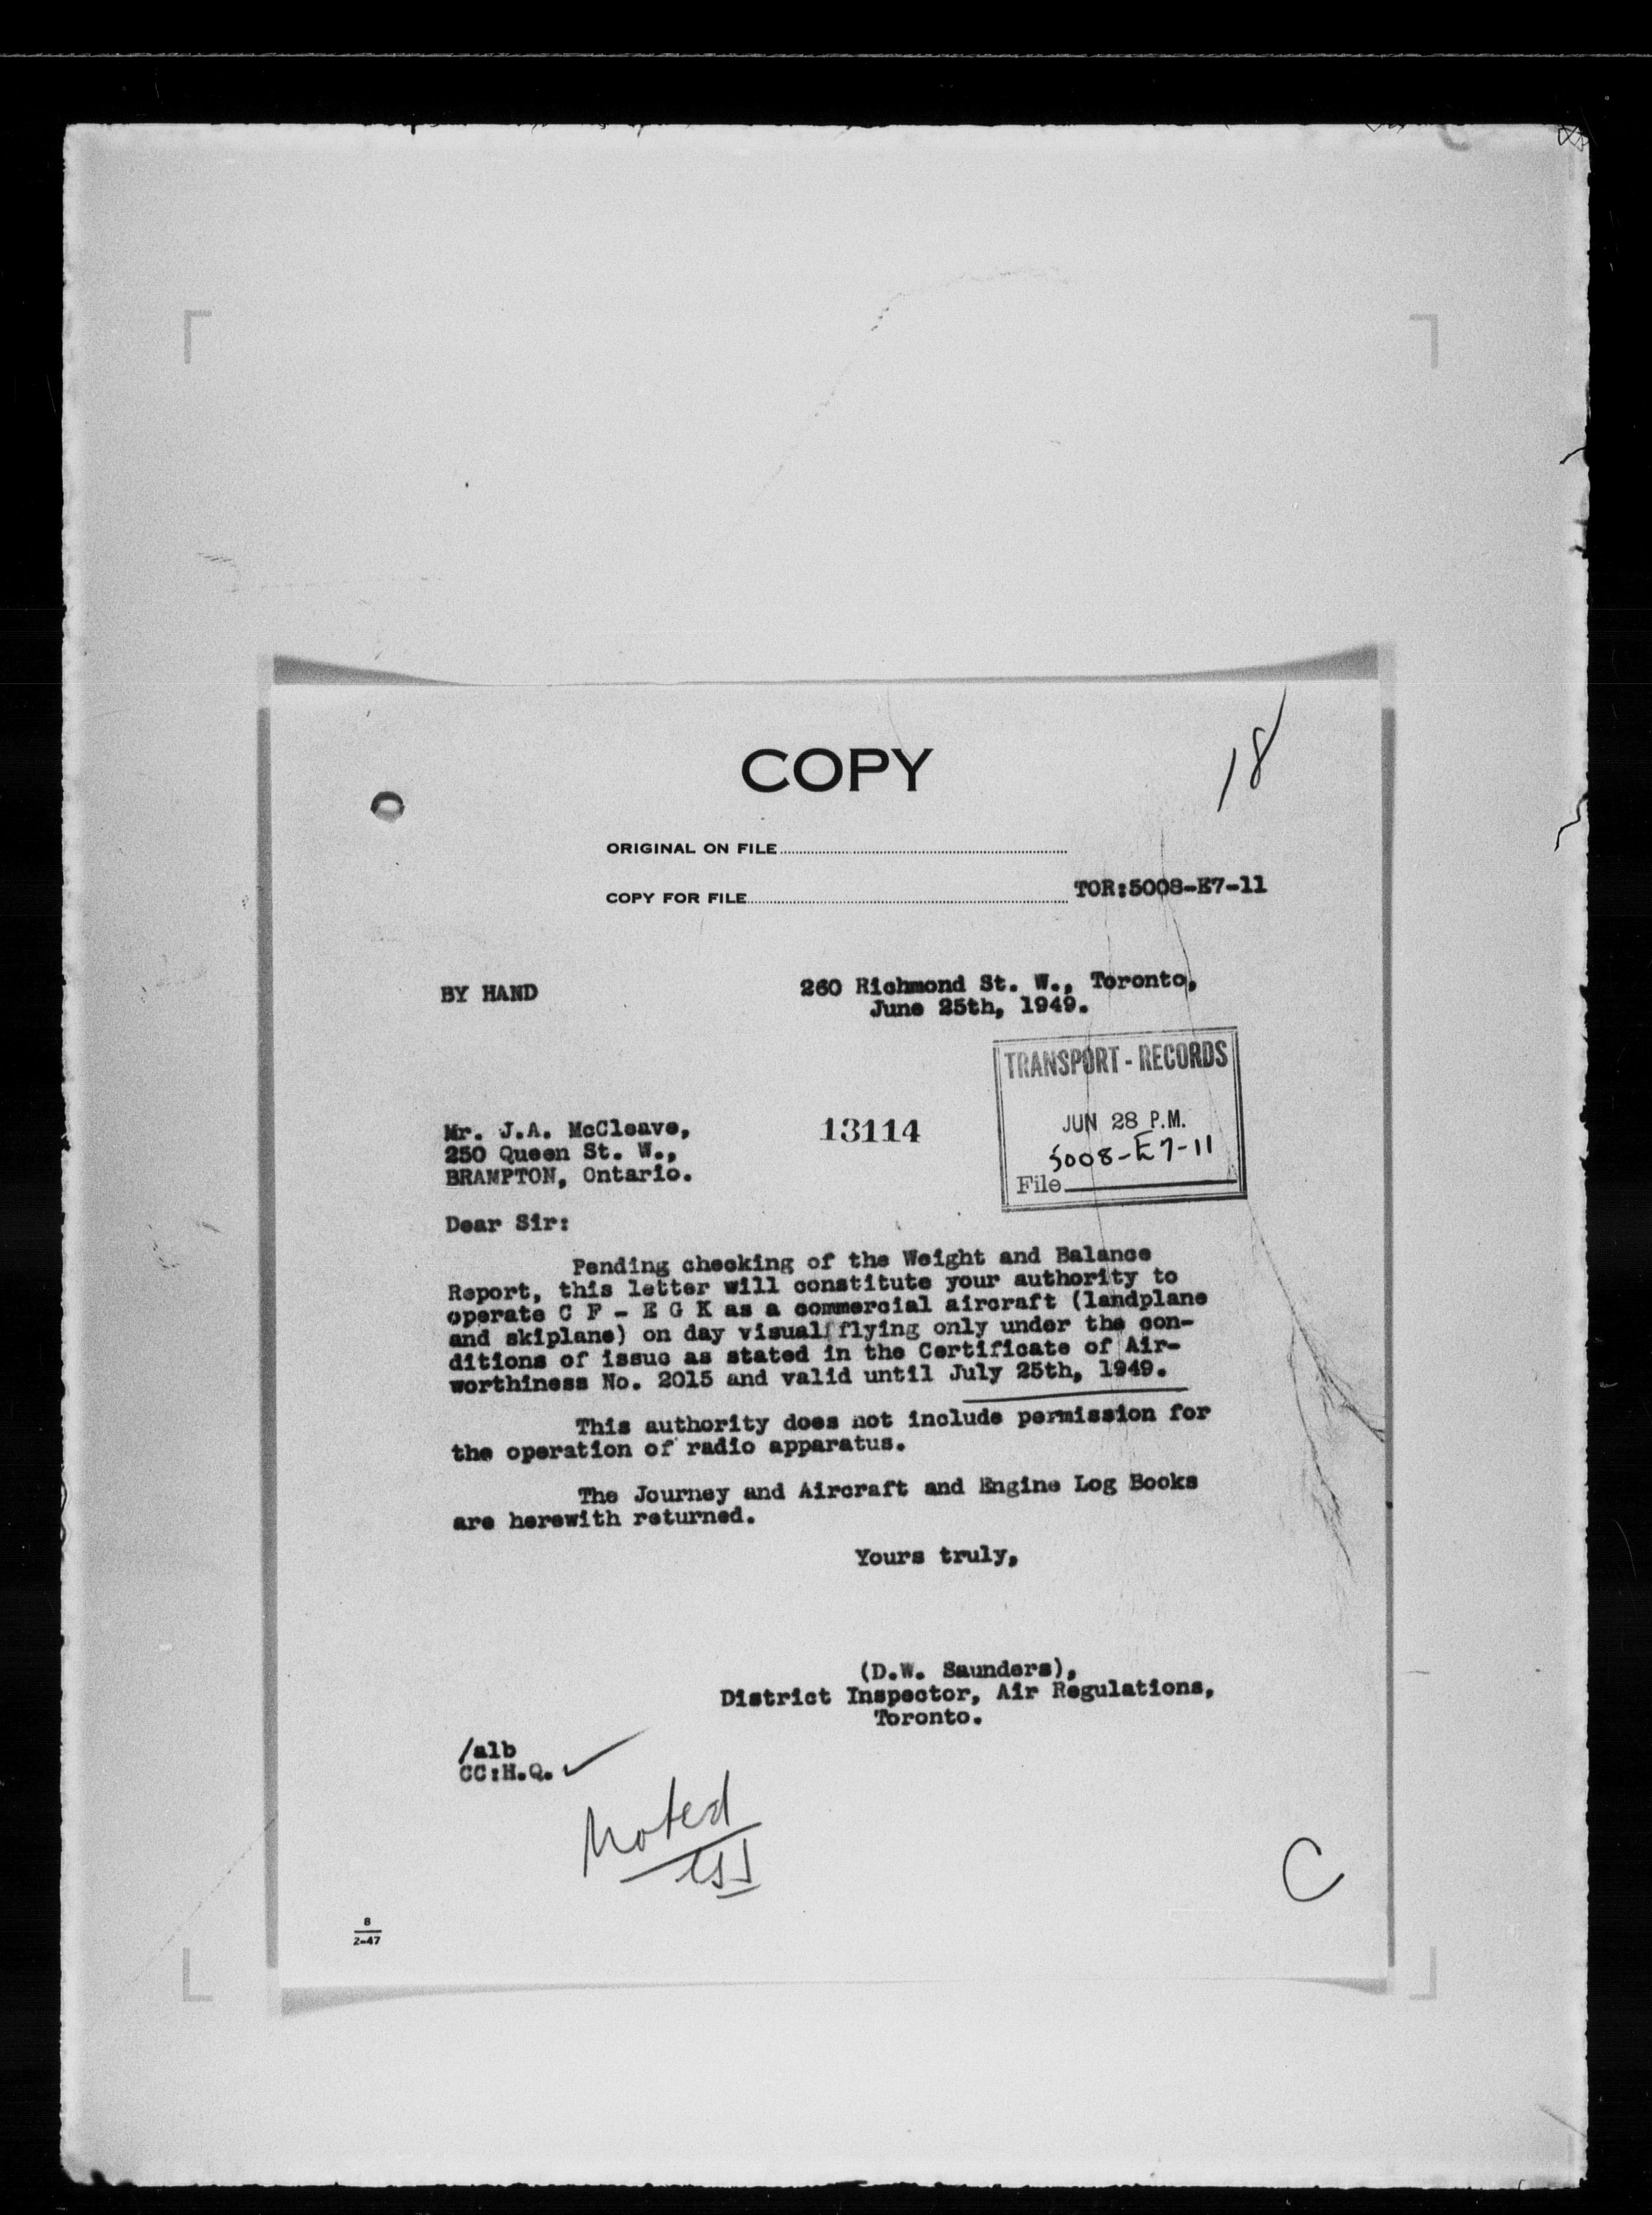 COPY
18
ORIGINAL ON FILE
COPY FOR FILE TOR:5008-E7-11
BY HAND
260 Richmond St. W., Toronto,
June 25th, 1949.
TRANSPORT - RECORDS
JUN 28 P.M.
5008-E7-11
File
13114
Mr. J.A. McCleave,
250 Queen St. W.,
BRAMPTON, Ontario.
Dear Sir:
Pending checking of the Weight and Balance
Report, this letter will constitute your authority to
operate C F - E G K as a commercial aircraft (landplane
and skiplane) on day visual flying only under the con-
ditions of issue as stated in the Certificate of Air-
worthiness No. 2015 and valid until July 25th, 1949.
This authority does not include permission for
the operation of radio apparatus.
The Journey and Aircraft and Engine Log Books
are herewith returned.
Yours truly,
(D.W. Saunders),
District Inspector, Air Regulations,
Toronto.
/alb
CC:H.Q.
Noted
C
8
2-47